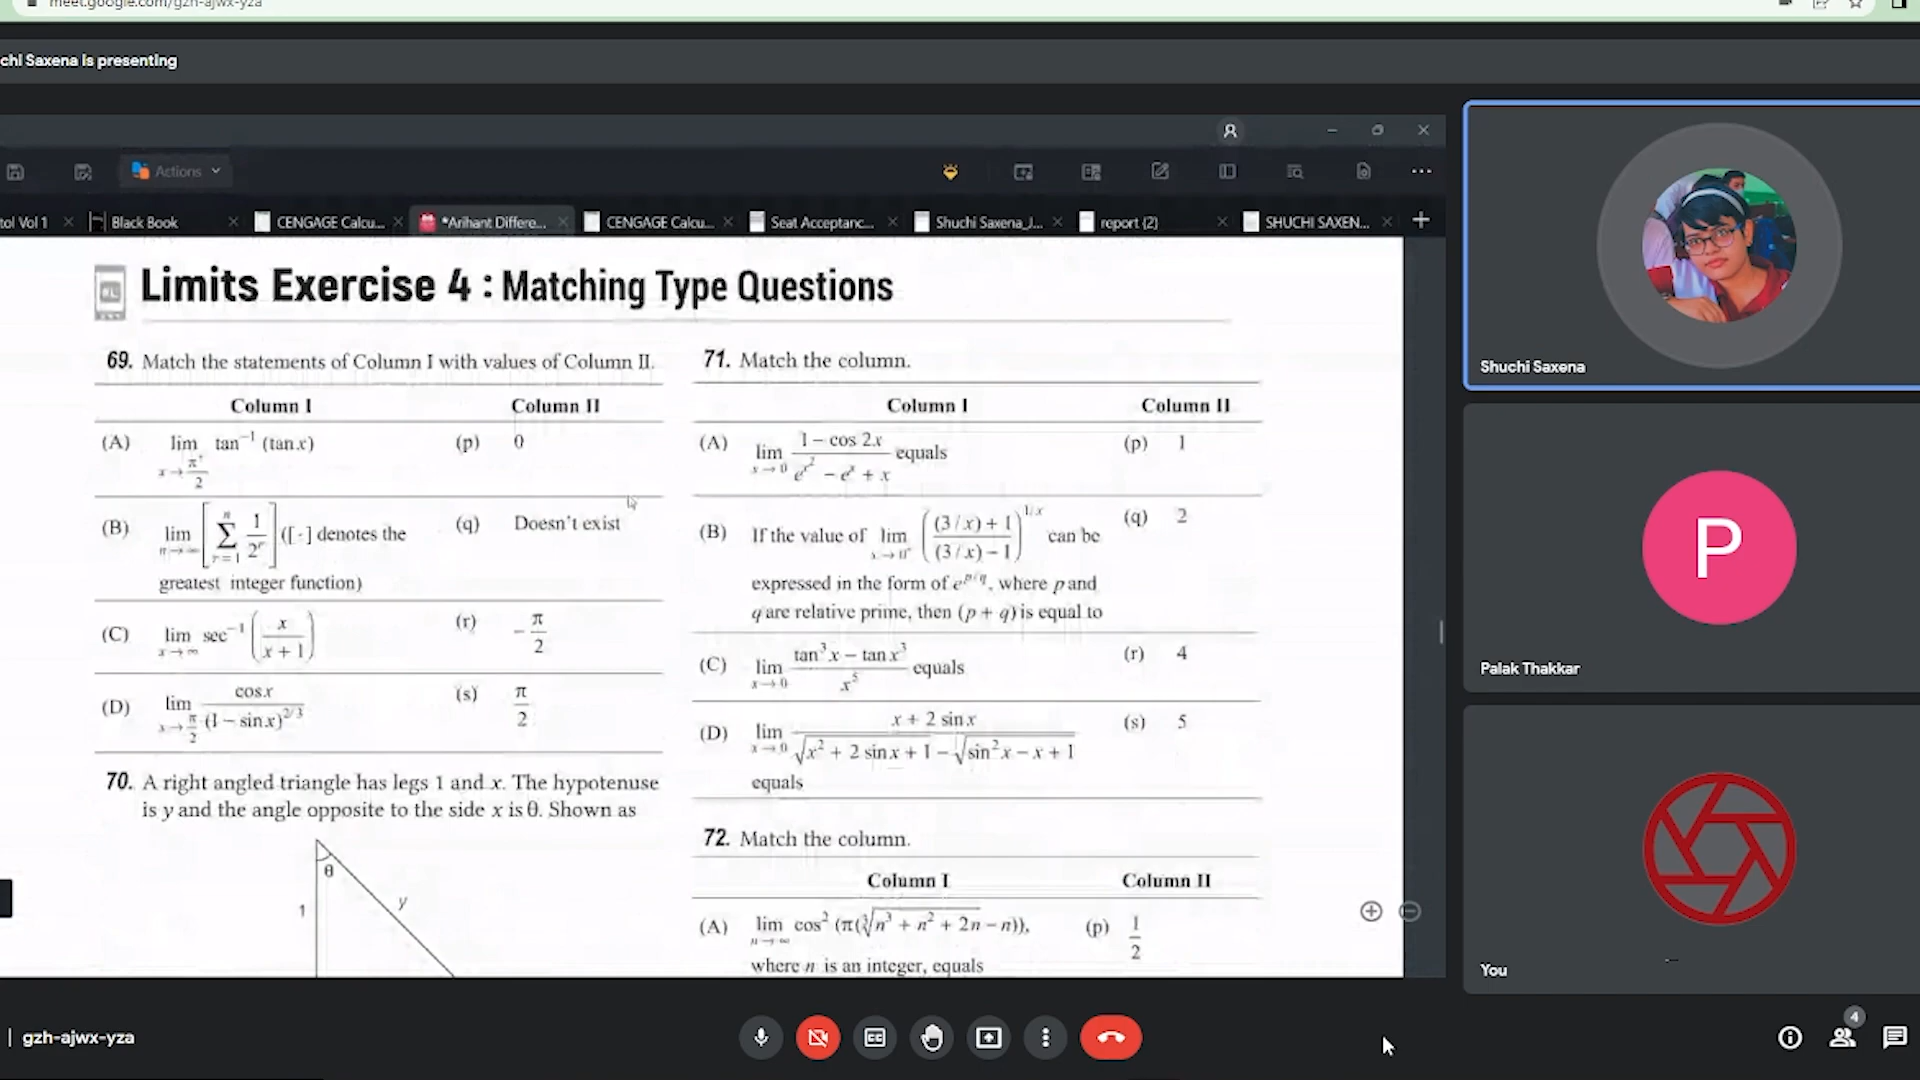 meet.google.com/gzh-ajwx-yza
chi Saxena is presenting
Actions
tol Vol 1
Black Book
CENGAGE Calcu...
*Arihant Differe...
CENGAGE Calcu...
Seat Acceptanc...
Shuchi Saxena_J...
report (2)
SHUCHI SAXEN...
Limits Exercise 4 : Matching Type Questions
69. Match the statements of Column I with values of Column II.
Column I Column II
(A) lim x→π⁺/2 tan⁻¹ (tan x) (p) 0
(B) lim n→∞ [∑ r=1 n 1/2ʳ] ([·] denotes the (q) Doesn't exist
greatest integer function)
(C) lim x→∞ sec⁻¹ (x/(x + 1)) (r) −π/2
(D) lim x→π/2 cos x/(1 − sin x)^2/3 (s) π/2
70. A right angled triangle has legs 1 and x. The hypotenuse
is y and the angle opposite to the side x is θ. Shown as
θ
1
y
71. Match the column.
Column I Column II
(A) lim x→0 (1 − cos 2x)/(e^x² − eˣ + x) equals (p) 1
(B) If the value of lim x→0⁺ (((3/x) + 1)/((3/x) − 1))^1/x can be (q) 2
expressed in the form of e^p/q, where p and
q are relative prime, then (p + q) is equal to
(C) lim x→0 (tan³x − tan x³)/x⁵ equals (r) 4
(D) lim x→0 (x + 2 sin x)/(√(x² + 2 sin x + 1) − √(sin²x − x + 1)) (s) 5
equals
72. Match the column.
Column I Column II
(A) lim n→∞ cos² (π(∛(n³ + n² + 2n) − n)), (p) 1/2
where n is an integer, equals
Shuchi Saxena
P
Palak Thakkar
You
gzh-ajwx-yza
4